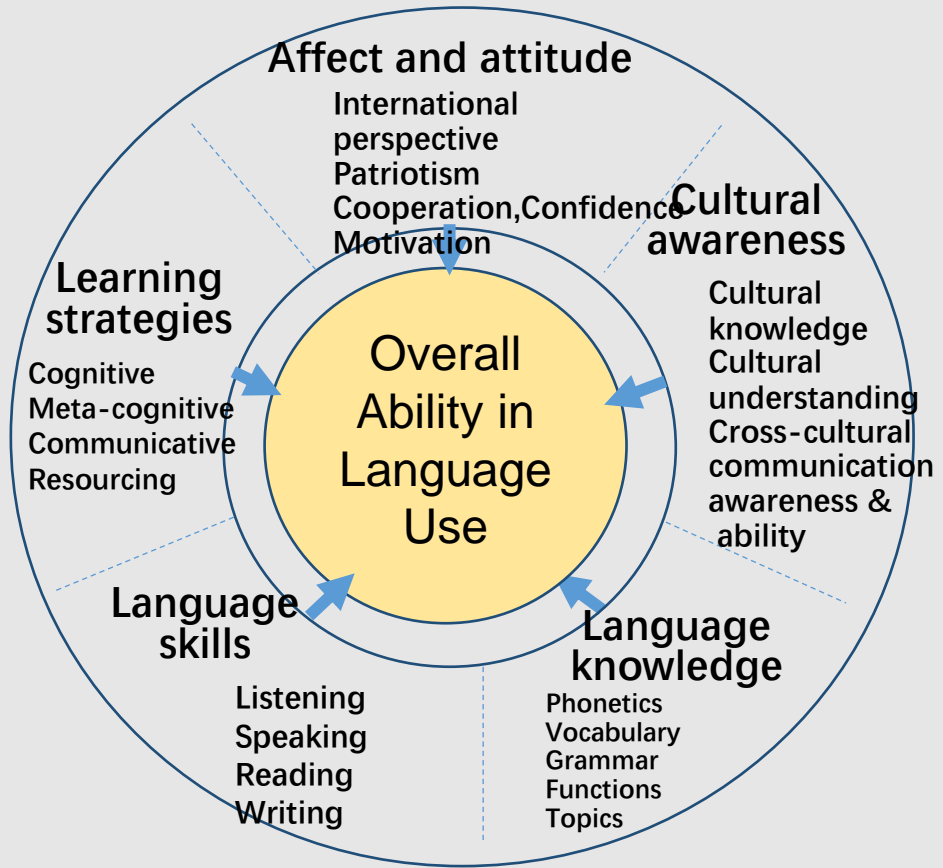 Affect and attitude
International
perspective
Patriotism
Cooperation,Confidence
Motivation
Cultural
awareness
Cultural
knowledge
Cultural
understanding
Cross-cultural
communication
awareness &
ability
Learning
strategies
Cognitive
Meta-cognitive
Communicative
Resourcing
Overall
Ability in
Language
Use
Language
skills
Listening
Speaking
Reading
Writing
Language
knowledge
Phonetics
Vocabulary
Grammar
Functions
Topics